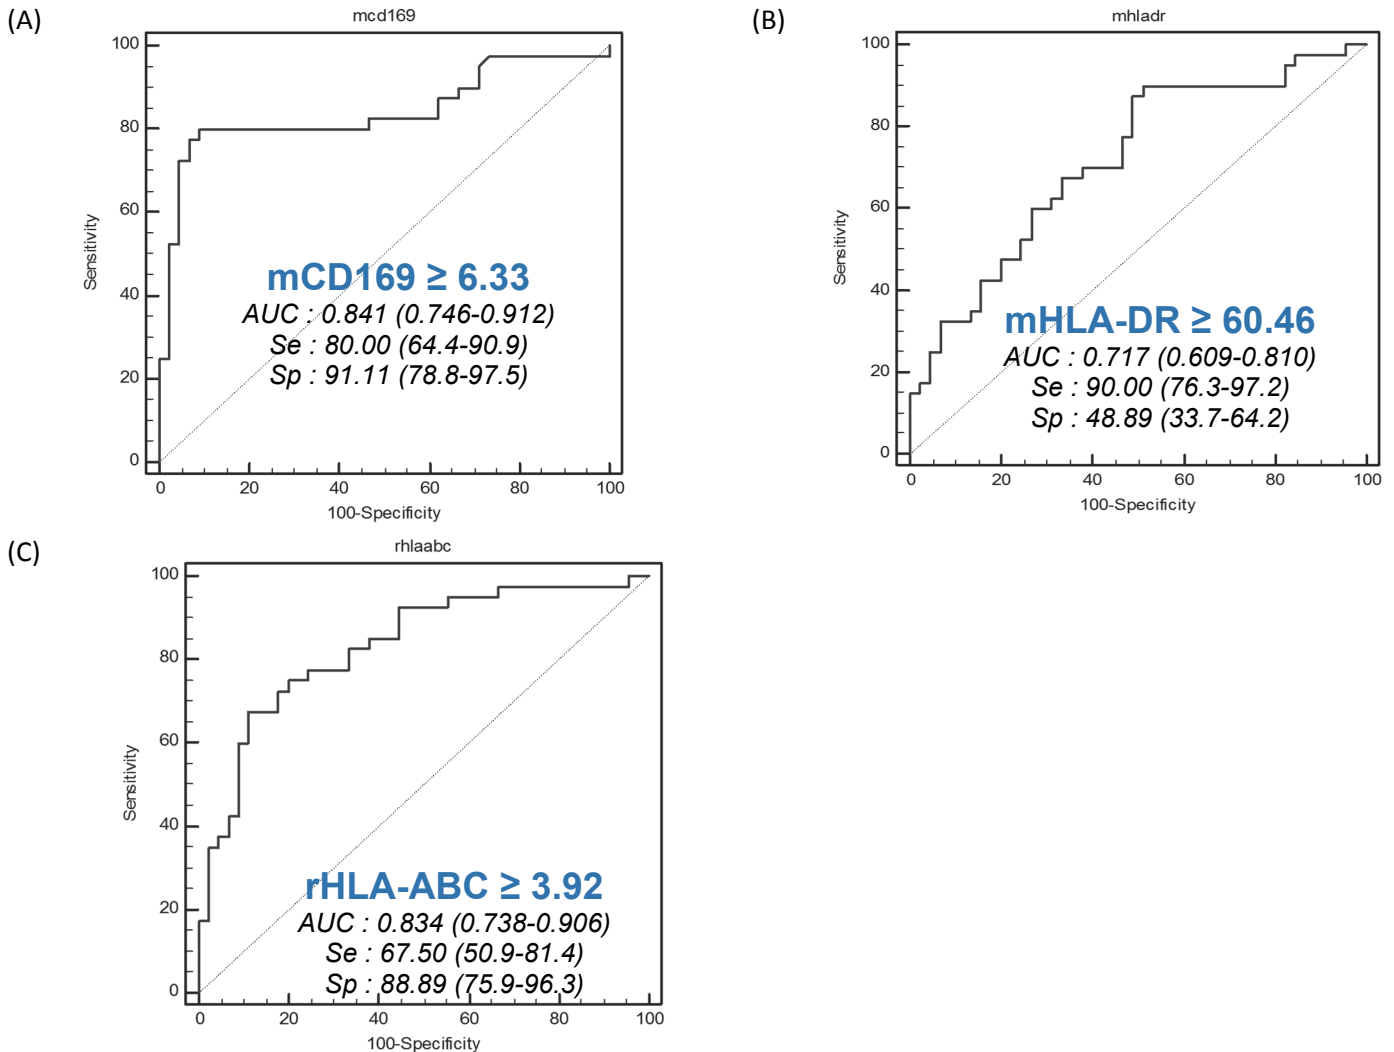 (A)
mcd169
100
80
60
40
20
0
Sensitivity
mCD169 ≥ 6.33
AUC : 0.841 (0.746-0.912)
Se : 80.00 (64.4-90.9)
Sp : 91.11 (78.8-97.5)
0 20 40 60 80 100
100-Specificity
(B)
mhladr
100
80
60
40
20
0
Sensitivity
mHLA-DR ≥ 60.46
AUC : 0.717 (0.609-0.810)
Se : 90.00 (76.3-97.2)
Sp : 48.89 (33.7-64.2)
0 20 40 60 80 100
100-Specificity
(C)
rhlaabc
100
80
60
40
20
0
Sensitivity
rHLA-ABC ≥ 3.92
AUC : 0.834 (0.738-0.906)
Se : 67.50 (50.9-81.4)
Sp : 88.89 (75.9-96.3)
0 20 40 60 80 100
100-Specificity